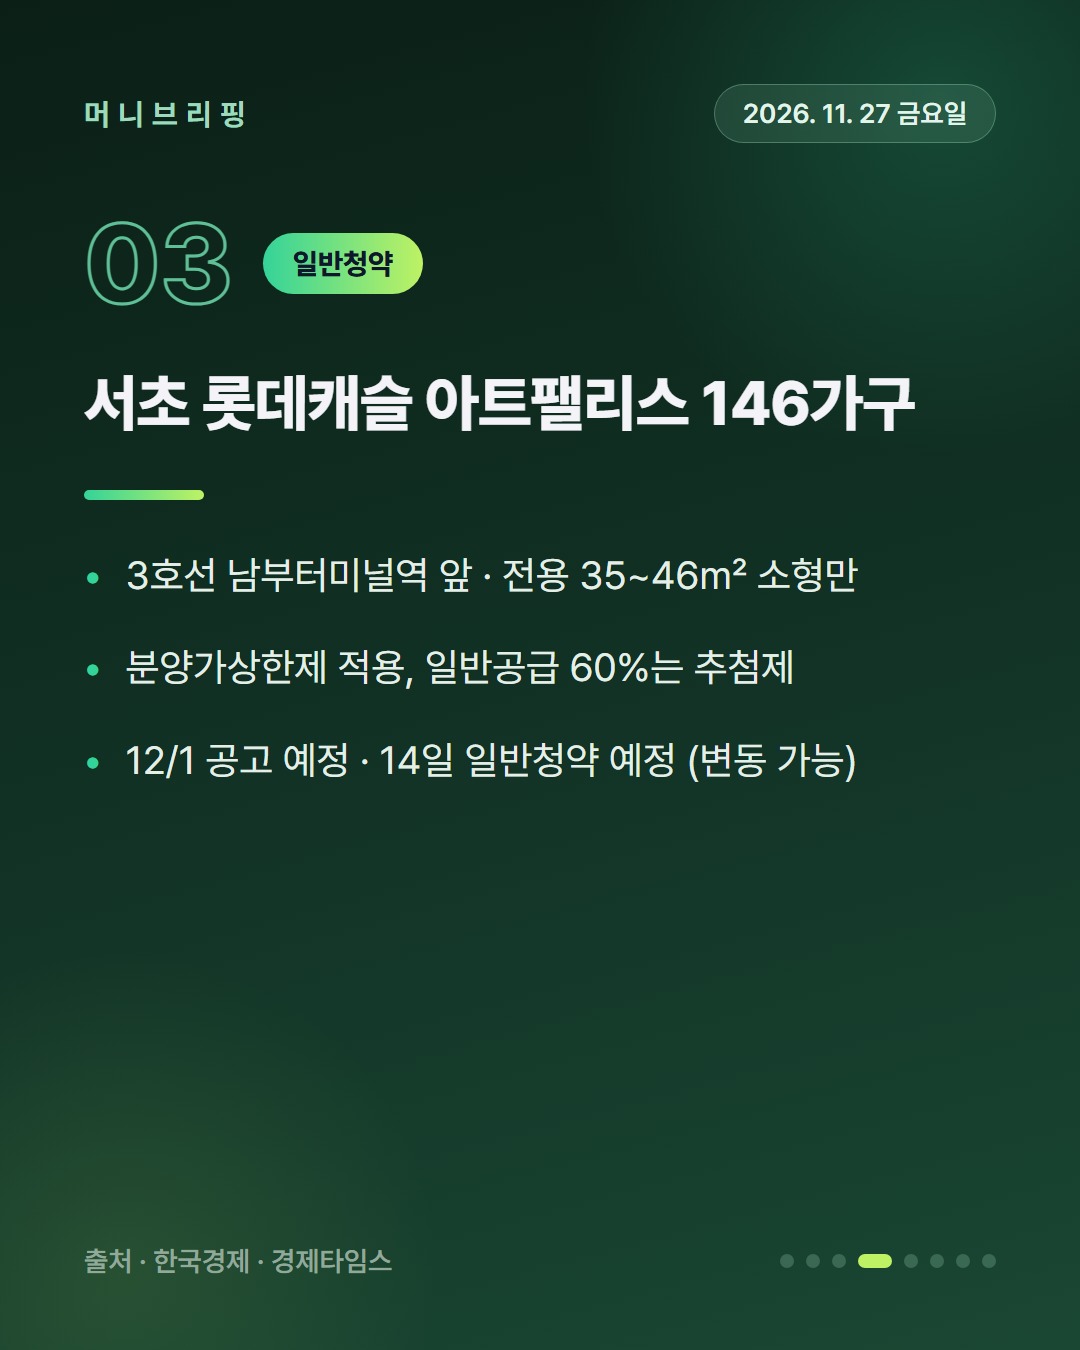 머니브리핑
2026. 11. 27 금요일
03
일반청약
서초 롯데캐슬 아트팰리스 146가구
• 3호선 남부터미널역 앞 · 전용 35~46m² 소형만
• 분양가상한제 적용, 일반공급 60%는 추첨제
• 12/1 공고 예정 · 14일 일반청약 예정 (변동 가능)
출처 · 한국경제 · 경제타임스